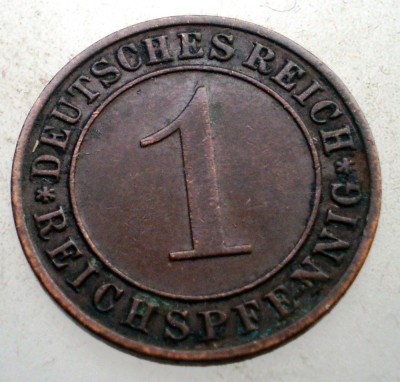 DEUTSCHES REICH
1
* REICHSPFENNIG *